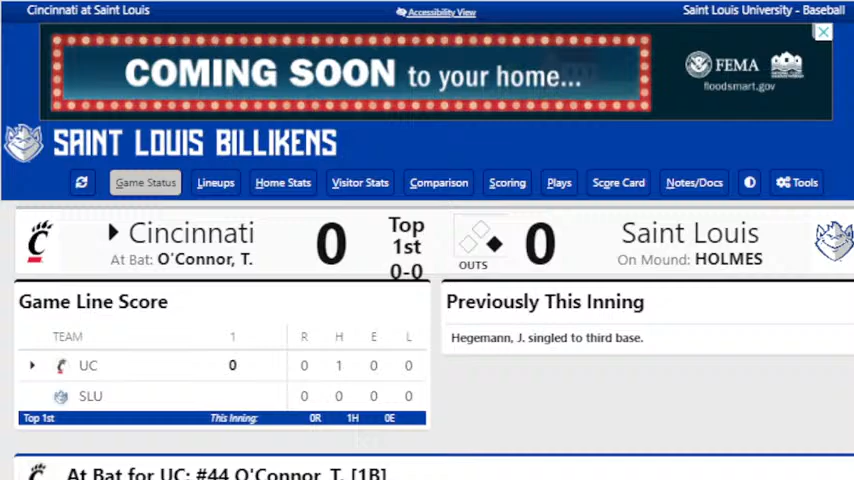 Cincinnati at Saint Louis
Accessibility View
Saint Louis University - Baseball
COMING SOON to your home...
FEMA
floodsmart.gov
SAINT LOUIS BILLIKENS
Game Status
Lineups
Home Stats
Visitor Stats
Comparison
Scoring
Plays
Score Card
Notes/Docs
Tools
Cincinnati
At Bat: O'Connor, T.
0
Top
1st
0-0
OUTS
0
Saint Louis
On Mound: HOLMES
Game Line Score
TEAM 1 R H E L
UC 0 0 1 0 0
SLU 0 0 0 0
Top 1st This Inning: 0R 1H 0E
Previously This Inning
Hegemann, J. singled to third base.
At Bat for UC: #44 O'Connor, T. [1B]